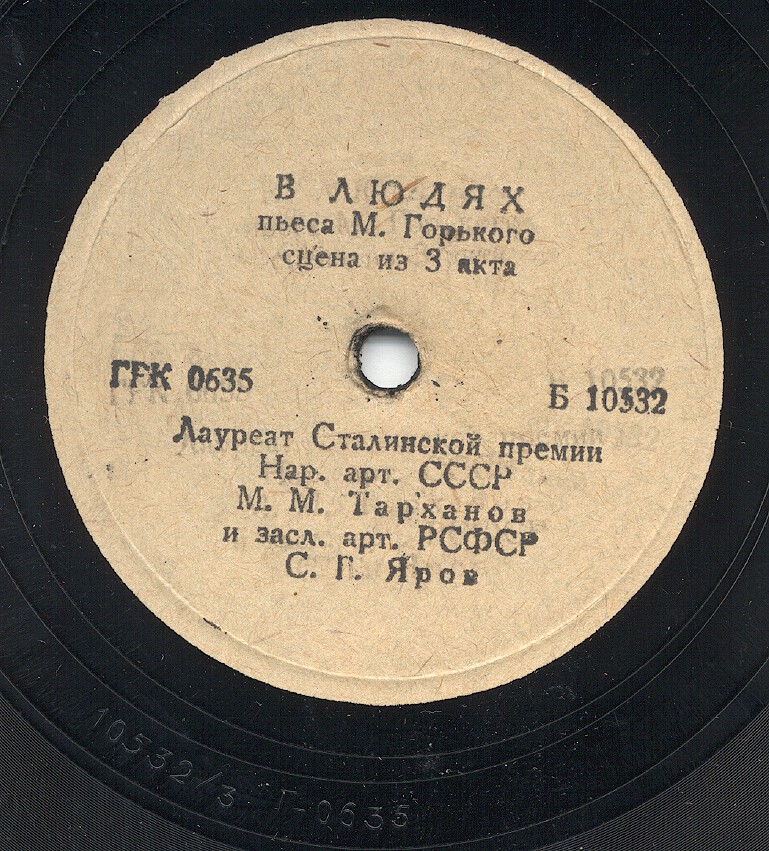 В ЛЮДЯХ
пьеса М. Горького
сцена из 3 акта
ГРК 0635
Б 10532
Лауреат Сталинской премии
Нар. арт. СССР
М. М. Тарханов
и засл. арт. РСФСР
С. Г. Яров
10532/3 Г-0635